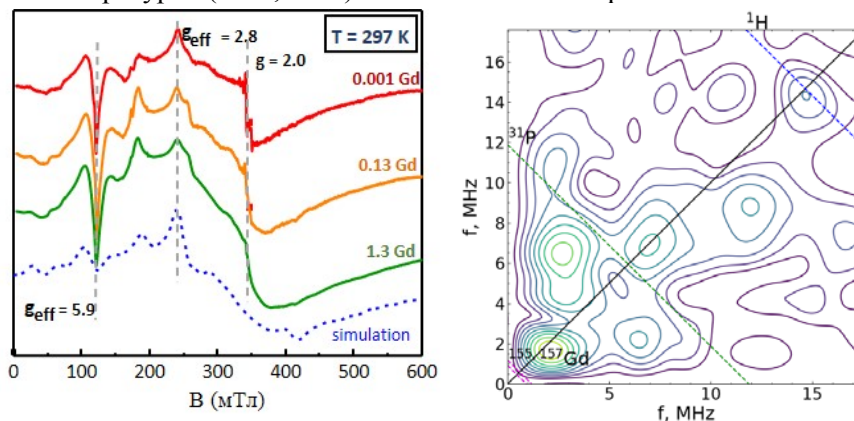 T = 297 K
g_eff = 2.8
g = 2.0
0.001 Gd
0.13 Gd
1.3 Gd
g_eff = 5.9
simulation
0 100 200 300 400 500 600
В (мТл)
¹H
16
14
12
³¹P
10
8
f, MHz
6
4
2
¹⁵⁵,¹⁵⁷Gd
0
0 5 10 15
f, MHz